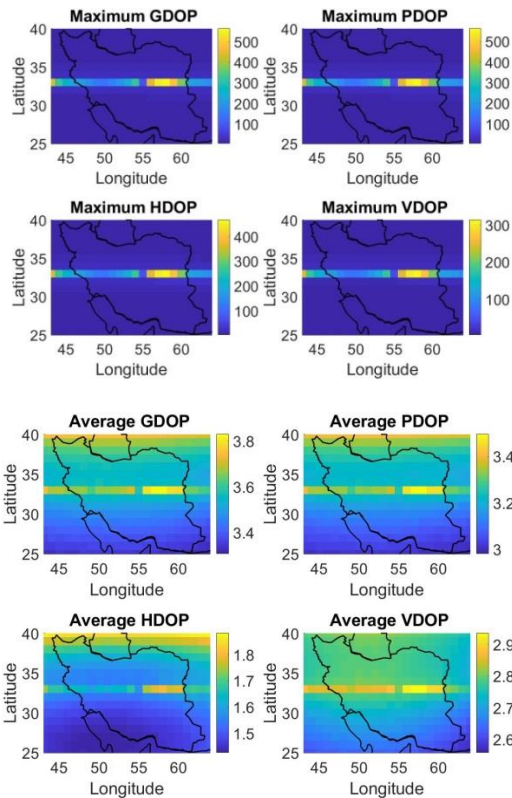 Maximum GDOP Maximum PDOP
40 500 40 500
35 400 35 400
300 300
30 200 30 200
25 100 25 100
45 50 55 60 45 50 55 60
Latitude Latitude
Longitude Longitude
Maximum HDOP Maximum VDOP
40 400 40 300
35 300 35 200
30 200 30
25 100 25 100
45 50 55 60 45 50 55 60
Latitude Latitude
Longitude Longitude
Average GDOP Average PDOP
40 3.8 40 3.4
35 35
3.6 3.2
30 30
25 3.4 25 3
45 50 55 60 45 50 55 60
Latitude Latitude
Longitude Longitude
Average HDOP Average VDOP
40 1.8 40 2.9
35 1.7 35 2.8
30 1.6 30 2.7
25 1.5 25 2.6
45 50 55 60 45 50 55 60
Latitude Latitude
Longitude Longitude